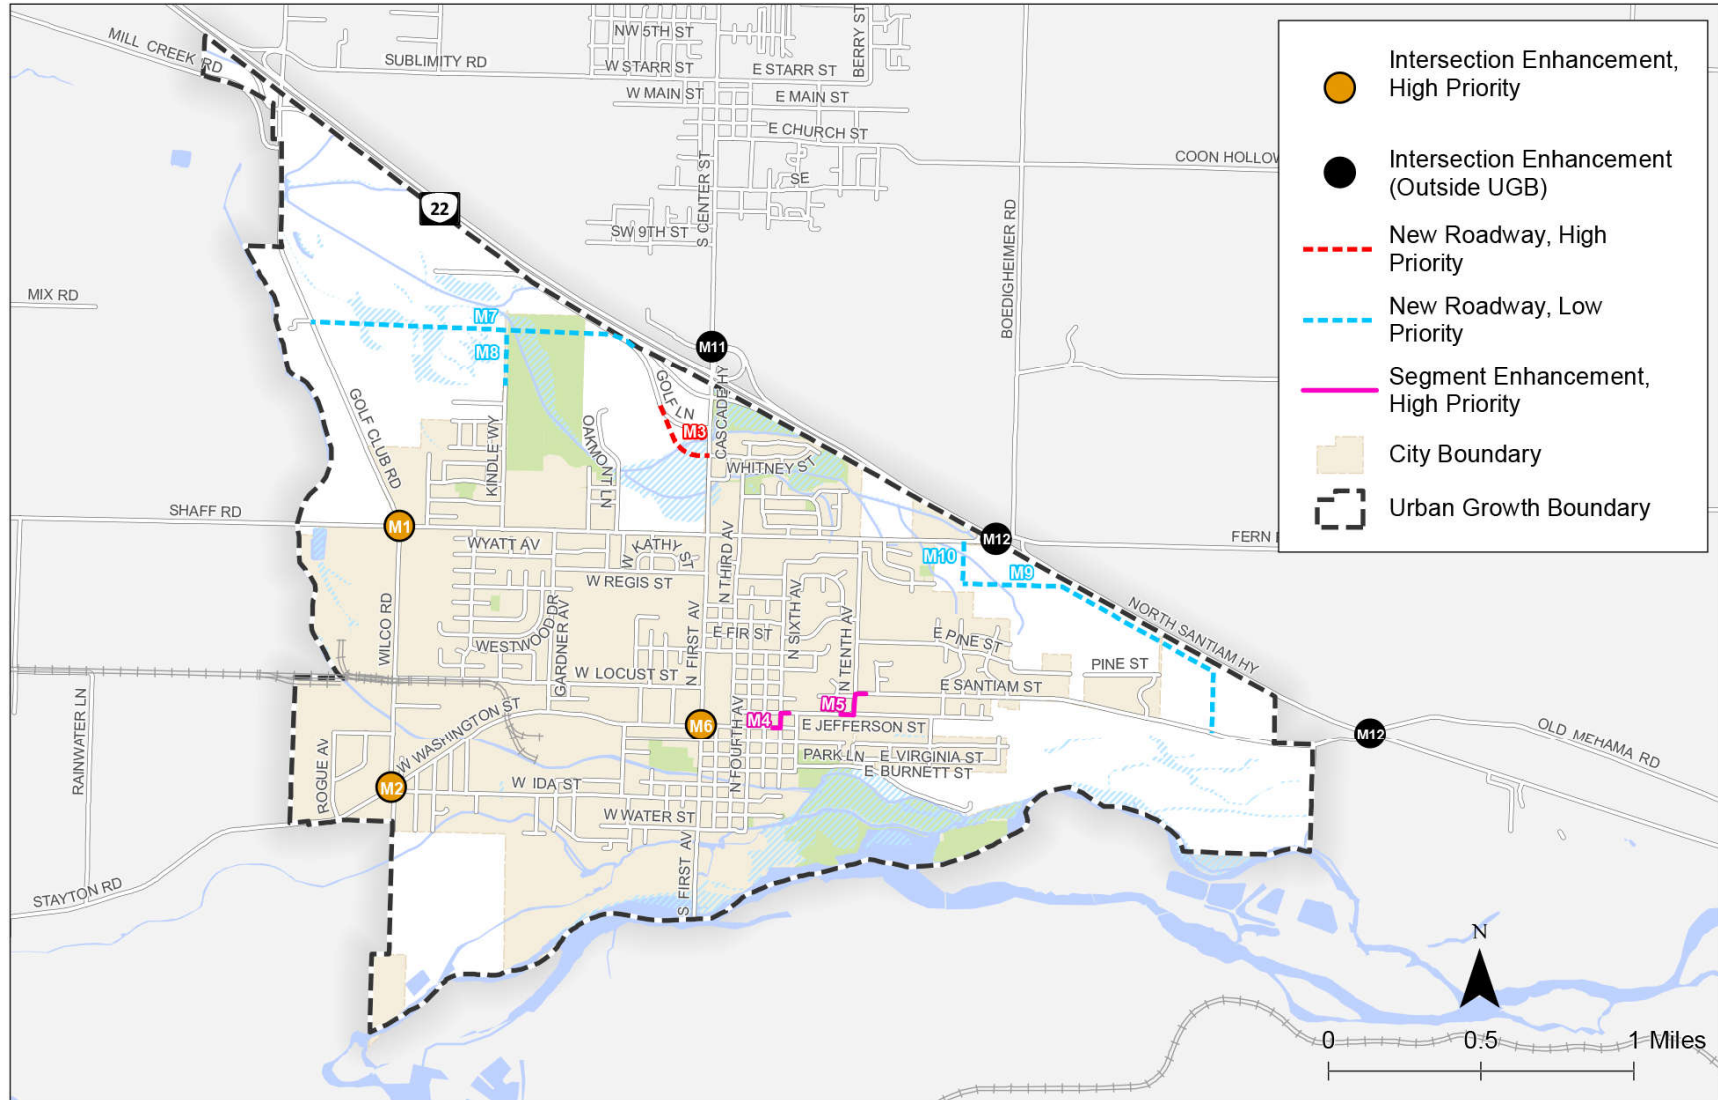 MILL CREEK RD
SUBLIMITY RD
NW 5TH ST
W STARR ST
E STARR ST
BERRY ST
W MAIN ST
E MAIN ST
E CHURCH ST
COON HOLLOW
SE
S CENTER ST
SW 9TH ST
22
BOEDIGHEIMER RD
MIX RD
M7
M8
M11
GOLF CLUB RD
GOLF LN
CASCADE HY
M3
KINDLE WY
OAKMONT LN
WHITNEY ST
SHAFF RD
M1
M12
FERN
WYATT AV
W KATHY ST
N THIRD AV
M10
M9
W REGIS ST
NORTH SANTIAM HY
WILCO RD
WESTWOOD DR
GARDNER AV
N FIRST AV
E FIR ST
N SIXTH AV
N TENTH AV
E PINE ST
PINE ST
W LOCUST ST
E SANTIAM ST
RAINWATER LN
W WASHINGTON ST
M6
N FOURTH AV
M4
M5
E JEFFERSON ST
M12
OLD MEHAMA RD
ROGUE AV
M2
W IDA ST
PARK LN
E VIRGINIA ST
E BURNETT ST
W WATER ST
STAYTON RD
S FIRST AV
Intersection Enhancement,
High Priority
Intersection Enhancement
(Outside UGB)
New Roadway, High
Priority
New Roadway, Low
Priority
Segment Enhancement,
High Priority
City Boundary
Urban Growth Boundary
N
0 0.5 1 Miles